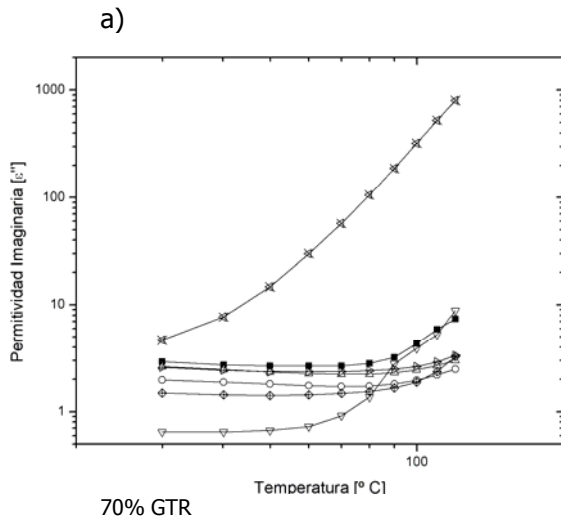 a)
1000
100
10
1
Permitividad Imaginaria [ε'']
100
Temperatura [º C]
70% GTR